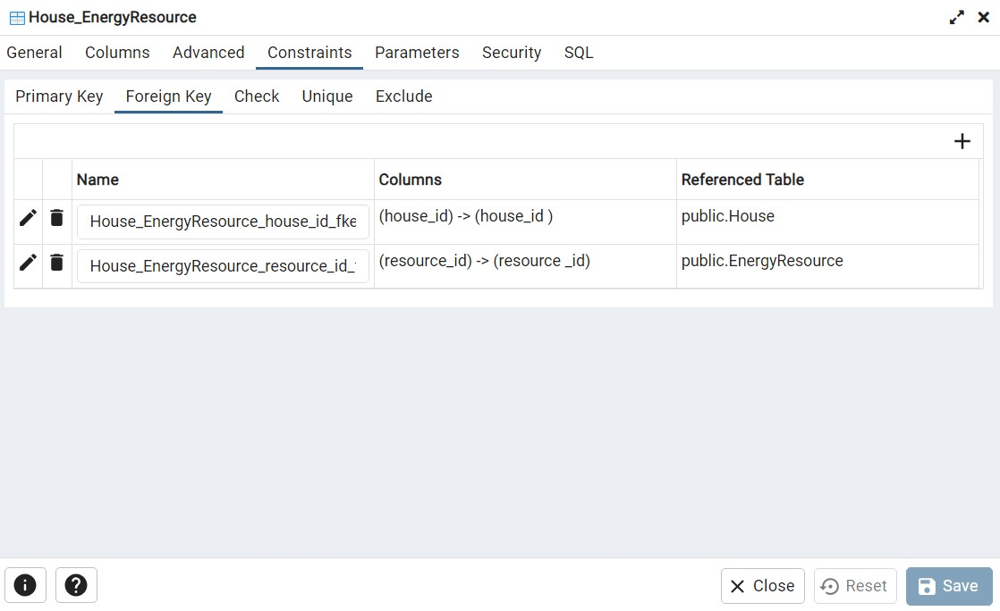 House_EnergyResource
General Columns Advanced Constraints Parameters Security SQL
Primary Key Foreign Key Check Unique Exclude
Name Columns Referenced Table
House_EnergyResource_house_id_fke (house_id) -> (house_id ) public.House
House_EnergyResource_resource_id_ (resource_id) -> (resource _id) public.EnergyResource
Close Reset Save